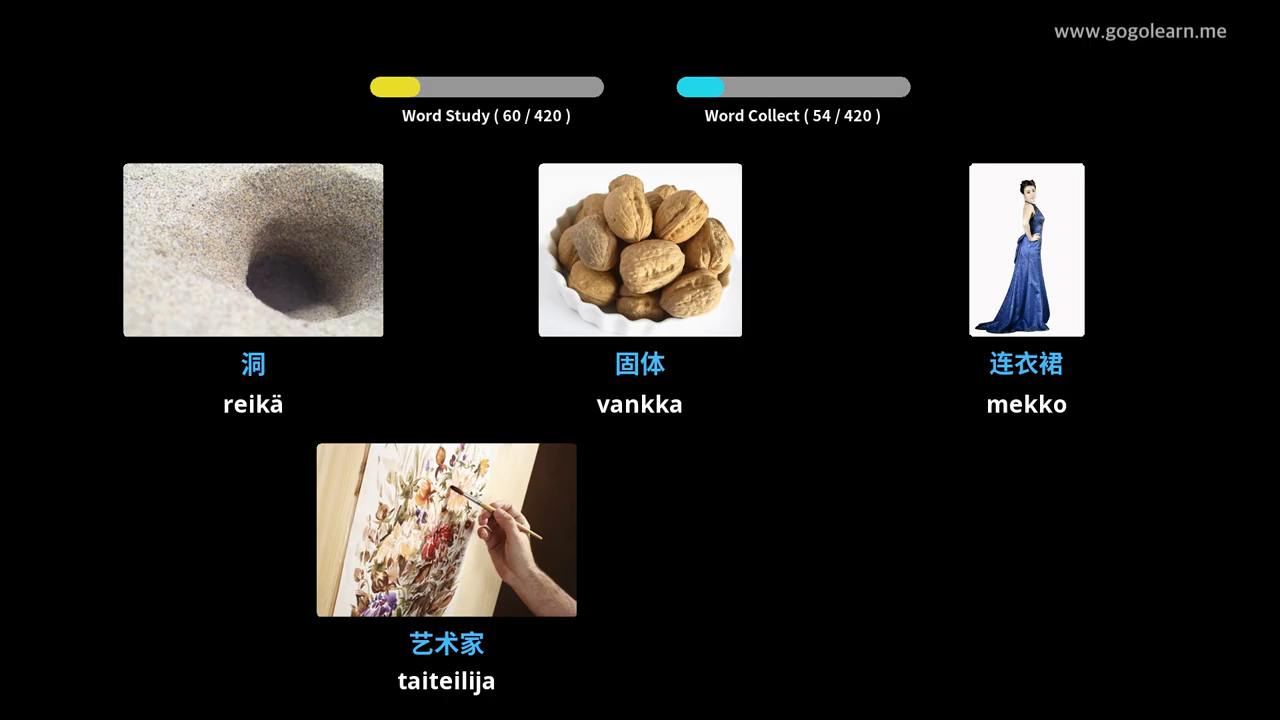 www.gogolearn.me
Word Study ( 60 / 420 )
Word Collect ( 54 / 420 )
洞
reikä
固体
vankka
连衣裙
mekko
艺术家
taiteilija